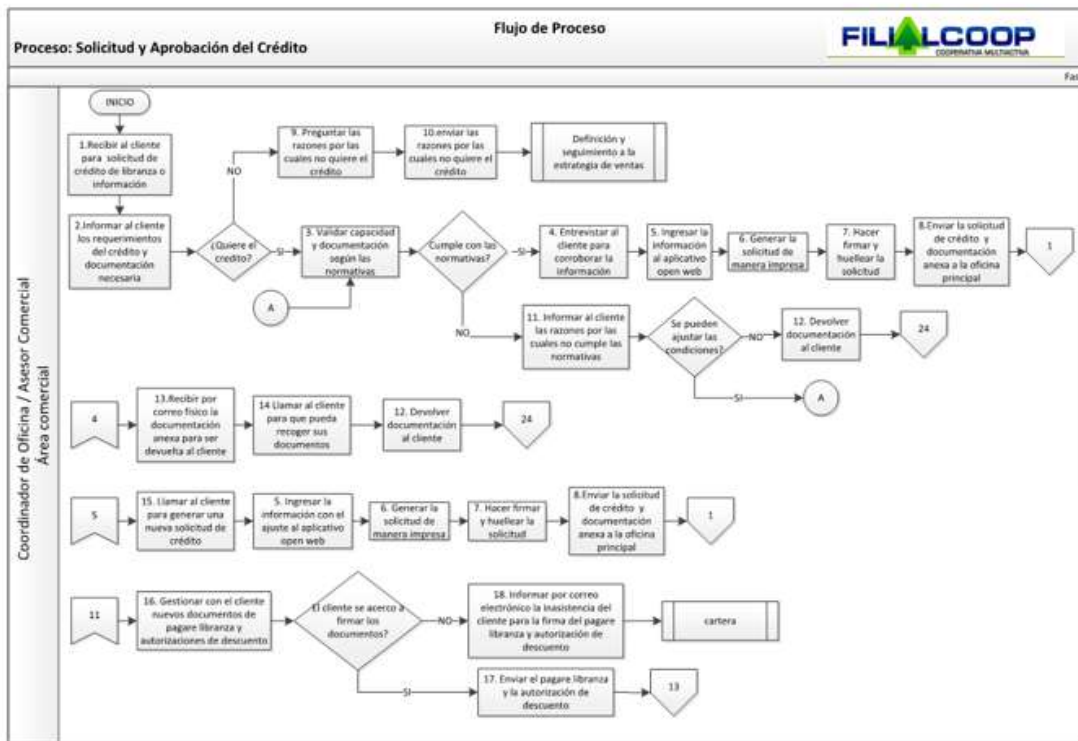 Flujo de Proceso
Proceso: Solicitud y Aprobación del Crédito
FILIALCOOP
COOPERATIVA MULTIACTIVA
Fas
Coordinador de Oficina / Asesor Comercial
Área comercial
INICIO
1.Recibir al cliente
para solicitud de
crédito de libranza o
información
9. Preguntar las
razones por las
cuales no quiere el
crédito
10.enviar las
razones por las
cuales no quiere el
crédito
Definición y
seguimiento a la
estrategia de ventas
NO
2.Informar al cliente
los requerimientos
del crédito y
documentación
necesaria
¿Quiere el
credito?
SI
3. Validar capacidad
y documentación
según las
normativas
Cumple con las
normativas?
SI
4. Entrevistar al
cliente para
corroborar la
información
5. Ingresar la
información
al aplicativo
open web
6. Generar la
solicitud de
manera impresa
7. Hacer
firmar y
huellear la
solicitud
8.Enviar la solicitud
de crédito y
documentación
anexa a la oficina
principal
1
A
NO
11. Informar al cliente
las razones por las
cuales no cumple las
normativas
Se pueden
ajustar las
condiciones?
NO
12. Devolver
documentación
al cliente
24
SI
A
4
13.Recibir por
correo físico la
documentación
anexa para ser
devuelta al cliente
14 Llamar al cliente
para que pueda
recoger sus
documentos
12. Devolver
documentación
al cliente
24
5
15. Llamar al cliente
para generar una
nueva solicitud de
crédito
5. Ingresar la
información con el
ajuste al aplicativo
open web
6. Generar la
solicitud de
manera impresa
7. Hacer firmar
y huellear la
solicitud
8.Enviar la solicitud
de crédito y
documentación
anexa a la oficina
principal
1
11
16. Gestionar con el cliente
nuevos documentos de
pagare libranza y
autorizaciones de descuento
El cliente se acerco a
firmar los
documentos?
NO
18. Informar por correo
electrónico la inasistencia del
cliente para la firma del pagare
libranza y autorización de
descuento
cartera
SI
17. Enviar el pagare libranza
y la autorización de
descuento
13